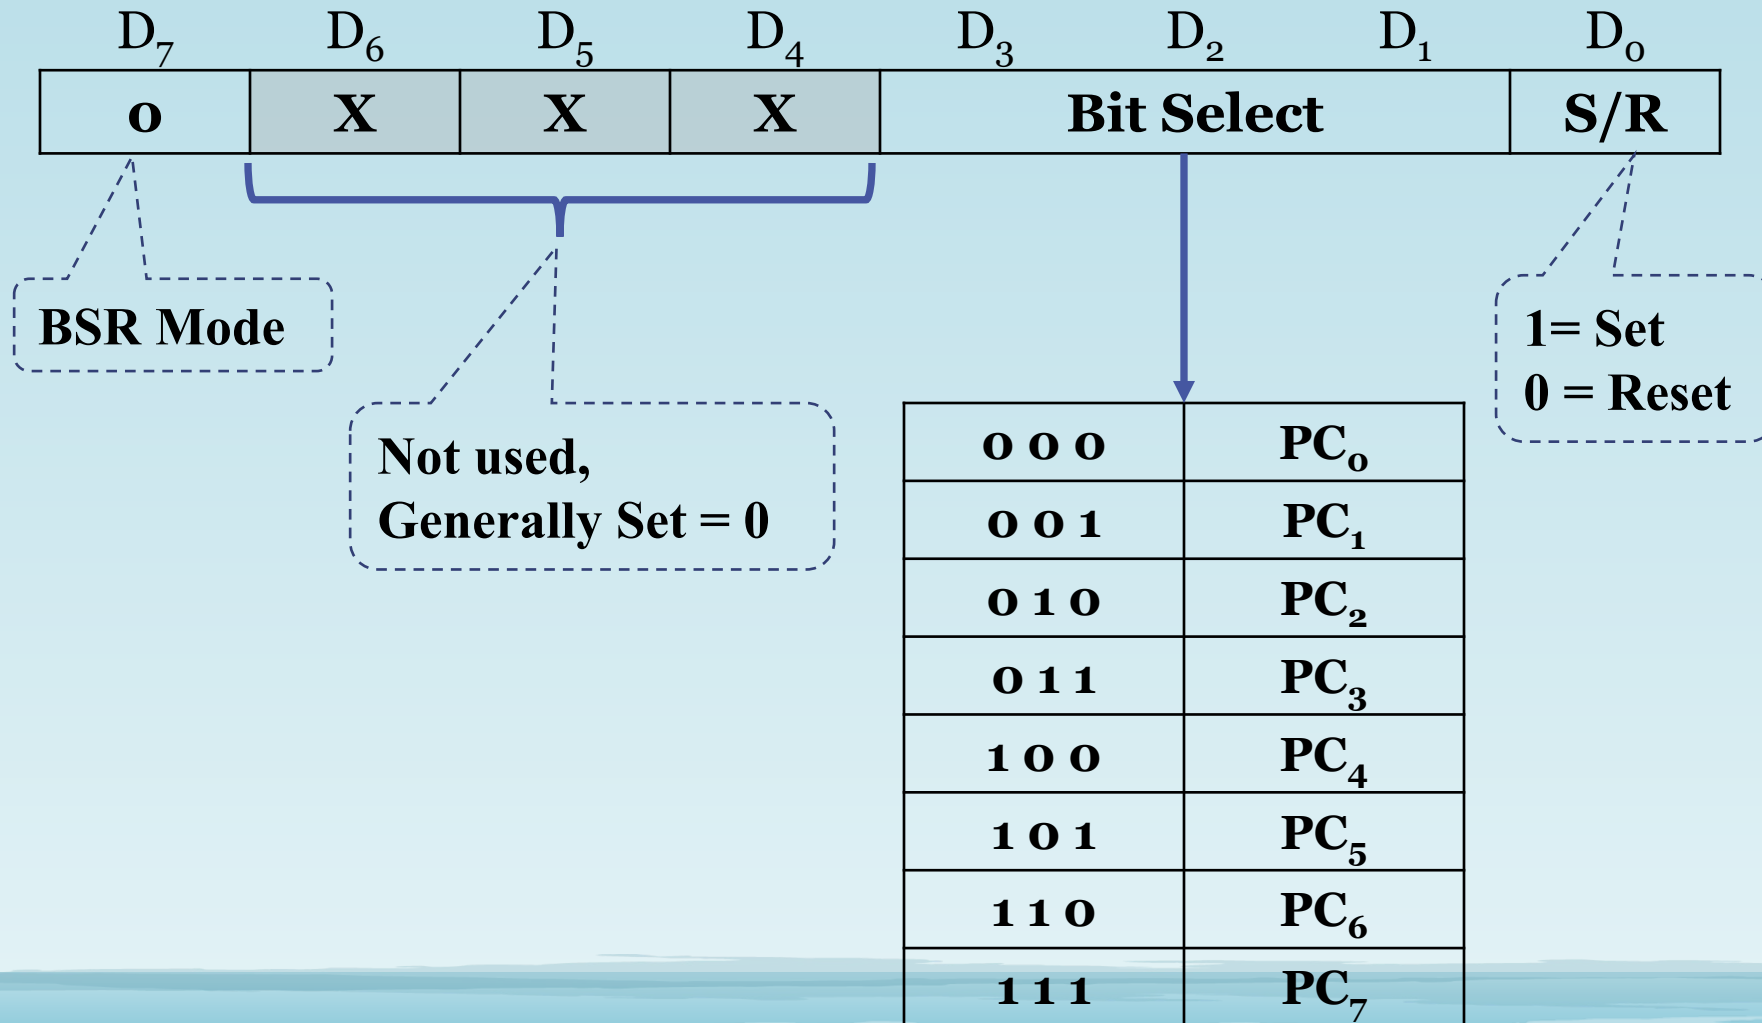 D₇ D₆ D₅ D₄ D₃ D₂ D₁ D₀
0 X X X Bit Select S/R
BSR Mode
Not used,
Generally Set = 0
1= Set
0 = Reset
0 0 0 PC₀
0 0 1 PC₁
0 1 0 PC₂
0 1 1 PC₃
1 0 0 PC₄
1 0 1 PC₅
1 1 0 PC₆
1 1 1 PC₇